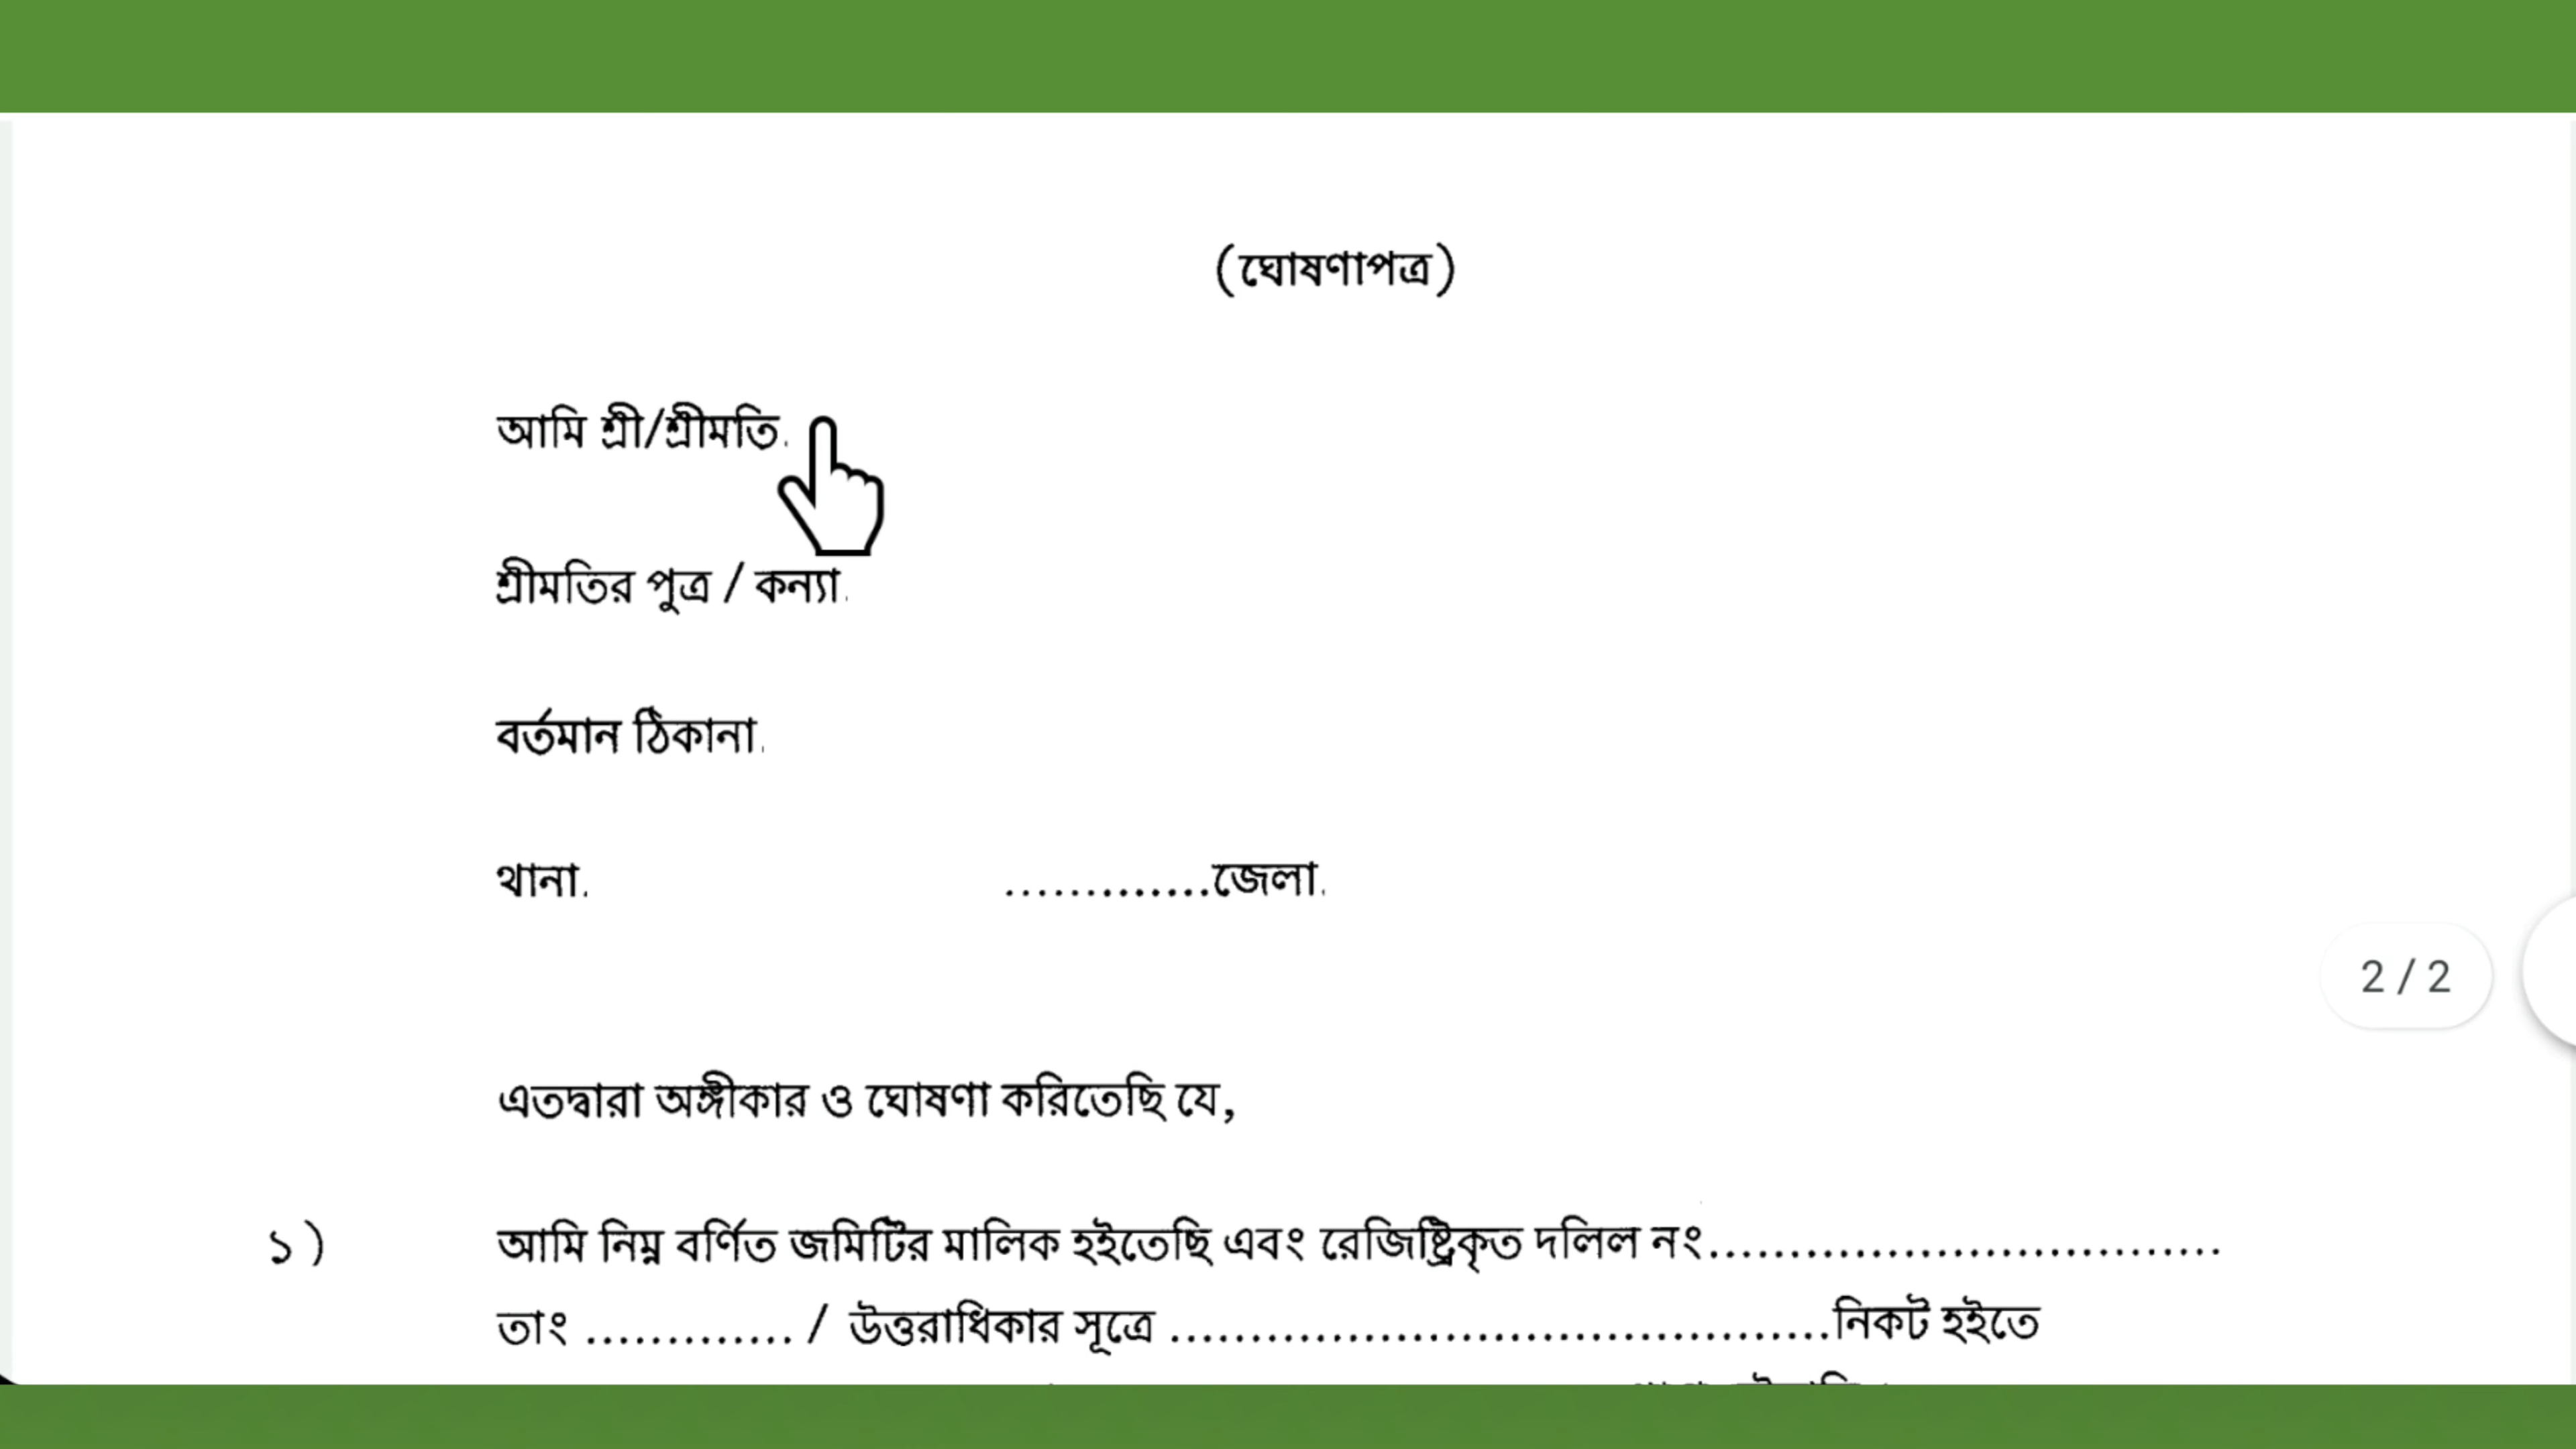 (ঘোষণাপত্র)
আমি শ্রী/শ্রীমতি.
শ্রীমতির পুত্র / কন্যা.
বর্তমান ঠিকানা.
থানা. .............জেলা.
2 / 2
এতদ্বারা অঙ্গীকার ও ঘোষণা করিতেছি যে,
১) আমি নিম্ন বর্ণিত জমিটির মালিক হইতেছি এবং রেজিষ্ট্রিকৃত দলিল নং................................
তাং ............. / উত্তরাধিকার সূত্রে .........................................নিকট হইতে